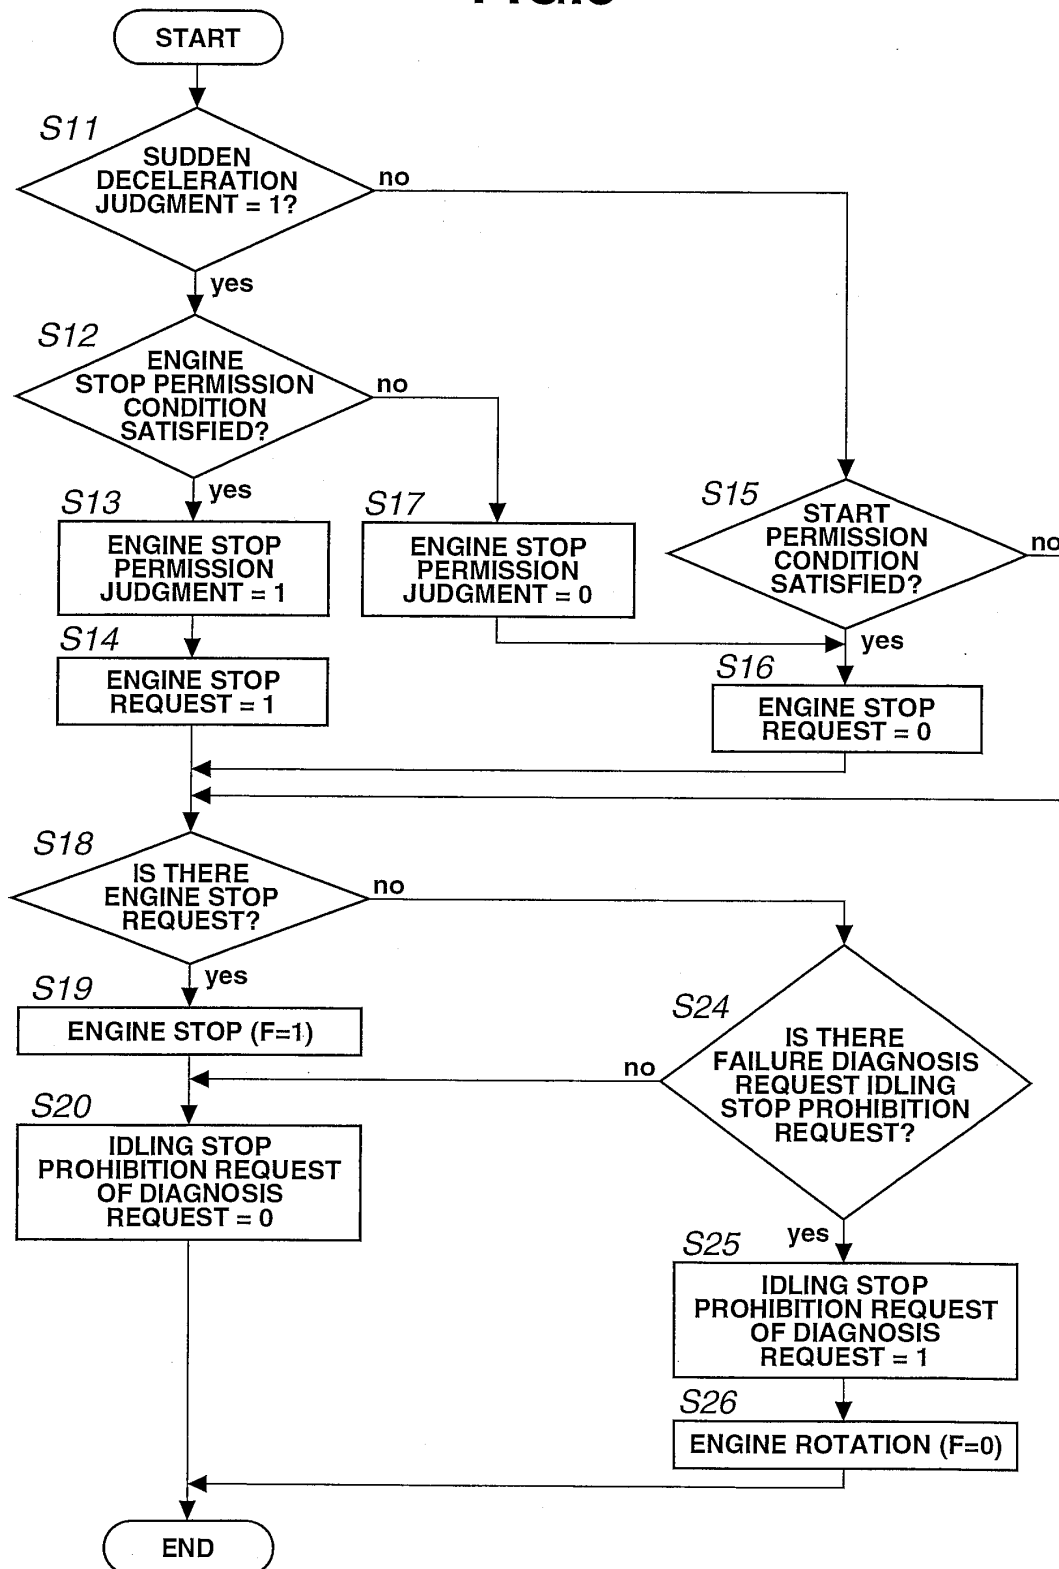 START
S11
SUDDEN
DECELERATION
JUDGMENT = 1?
no
yes
S12
ENGINE
STOP PERMISSION
CONDITION
SATISFIED?
no
yes
S13
ENGINE STOP
PERMISSION
JUDGMENT = 1
S17
ENGINE STOP
PERMISSION
JUDGMENT = 0
S15
START
PERMISSION
CONDITION
SATISFIED?
no
yes
S14
ENGINE STOP
REQUEST = 1
S16
ENGINE STOP
REQUEST = 0
S18
IS THERE
ENGINE STOP
REQUEST?
no
yes
S19
ENGINE STOP (F=1)
S24
IS THERE
FAILURE DIAGNOSIS
REQUEST IDLING
STOP PROHIBITION
REQUEST?
no
yes
S20
IDLING STOP
PROHIBITION REQUEST
OF DIAGNOSIS
REQUEST = 0
S25
IDLING STOP
PROHIBITION REQUEST
OF DIAGNOSIS
REQUEST = 1
S26
ENGINE ROTATION (F=0)
END